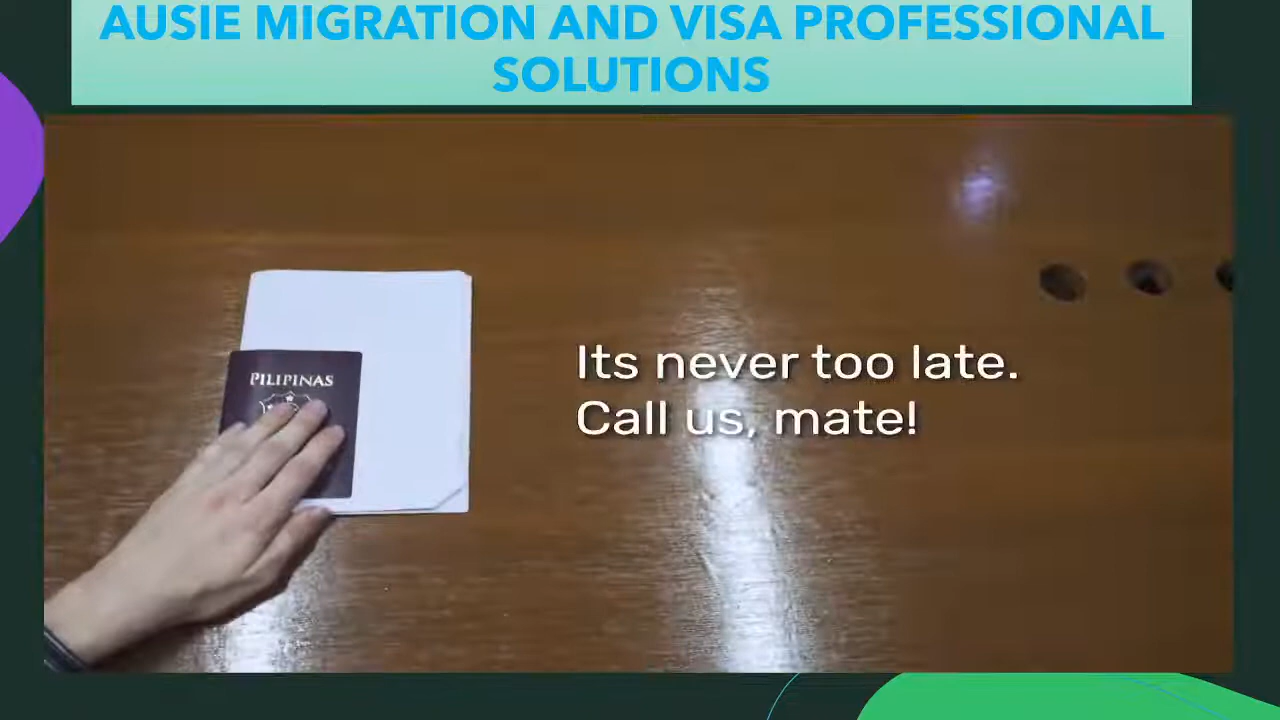 AUSIE MIGRATION AND VISA PROFESSIONAL
SOLUTIONS
PILIPINAS
Its never too late.
Call us, mate!